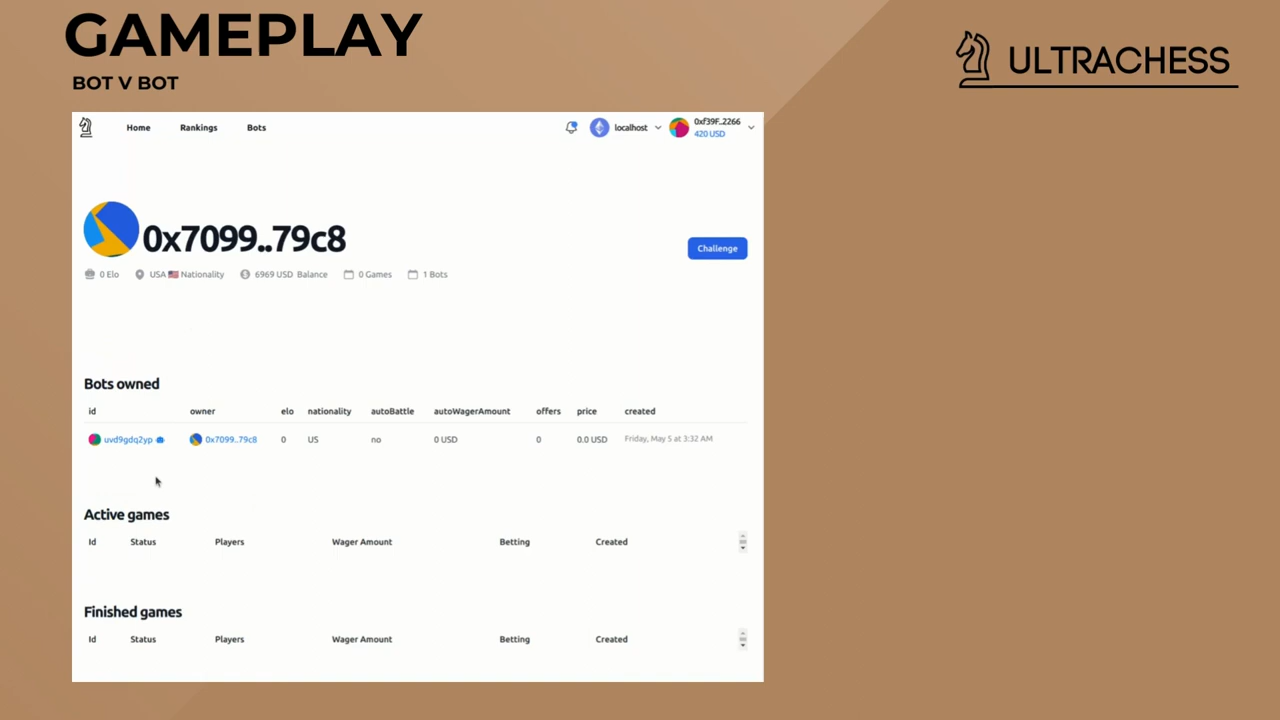 GAMEPLAY
BOT V BOT
ULTRACHESS
Home Rankings Bots localhost 0xf39F..2266
420 USD
0x7099..79c8
Challenge
0 Elo USA 🇺🇸 Nationality 6969 USD Balance 0 Games 1 Bots
Bots owned
id owner elo nationality autoBattle autoWagerAmount offers price created
uvd9gdq2yp 0x7099..79c8 0 US no 0 USD 0 0.0 USD Friday, May 5 at 3:32 AM
Active games
Id Status Players Wager Amount Betting Created
Finished games
Id Status Players Wager Amount Betting Created